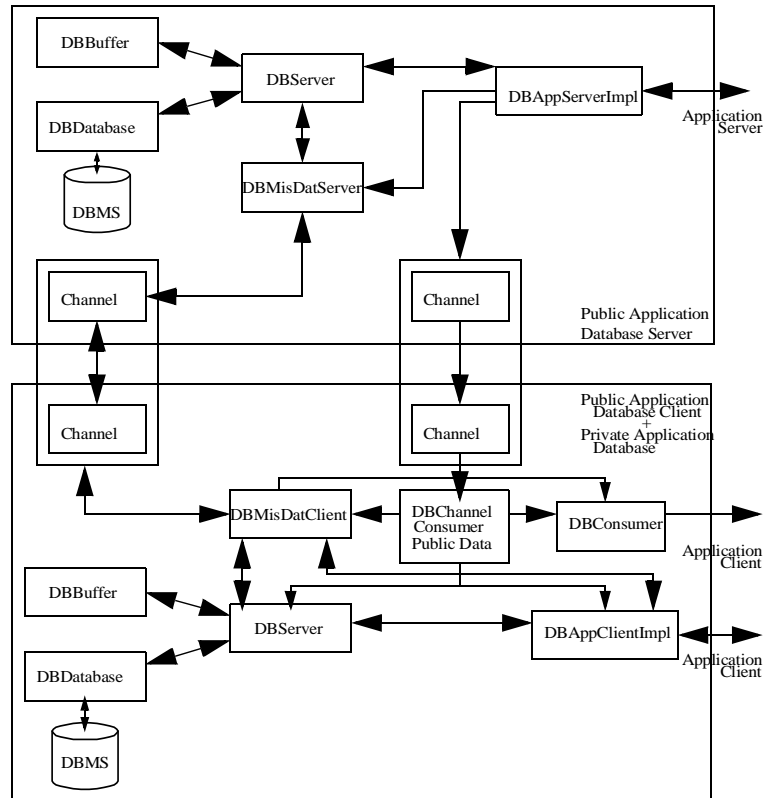 DBBuffer
DBServer
DBAppServerImpl
DBDatabase
Application
Server
DBMisDatServer
DBMS
Channel
Channel
Public Application
Database Server
Channel
Channel
Public Application
Database Client
+
Private Application
Database
DBMisDatClient
DBChannel
Consumer
Public Data
DBConsumer
Application
Client
DBBuffer
DBServer
DBAppClientImpl
Application
Client
DBDatabase
DBMS